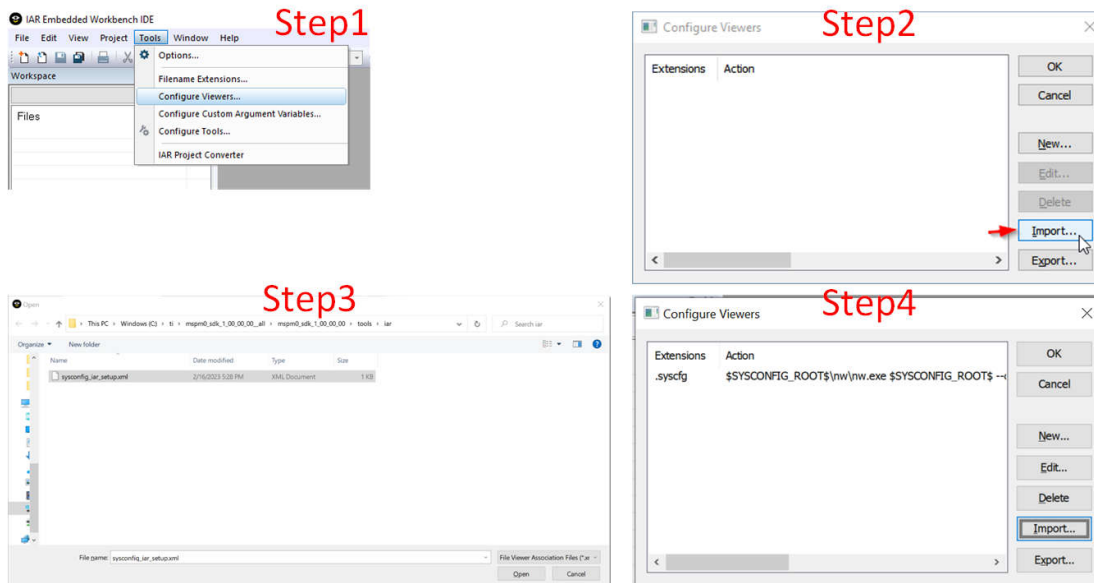 IAR Embedded Workbench IDE
Step1
File Edit View Project Tools Window Help
Options...
Workspace
Filename Extensions...
Configure Viewers...
Files
Configure Custom Argument Variables...
Configure Tools...
IAR Project Converter
Step2
Configure Viewers
Extensions Action
OK
Cancel
New...
Edit...
Delete
Import...
Export...
Step3
Open
This PC › Windows (C:) › ti › mspm0_sdk_1_00_00_00__all › mspm0_sdk_1_00_00_00 › tools › iar
Search iar
Organize New folder
Name Date modified Type Size
sysconfig_iar_setup.xml 2/16/2023 5:28 PM XML Document 1 KB
File name: sysconfig_iar_setup.xml File Viewer Association Files (*.xr
Open Cancel
Step4
Configure Viewers
Extensions Action
.syscfg $SYSCONFIG_ROOT$\nw\nw.exe $SYSCONFIG_ROOT$
OK
Cancel
New...
Edit...
Delete
Import...
Export...